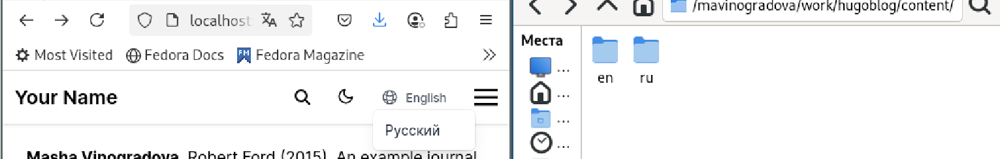 localhost:
Most Visited Fedora Docs FM Fedora Magazine
Your Name English
Русский
Masha Vinogradova, Robert Ford (2015). An example journal
/mavinogradova/work/hugoblog/content/
Места
...
...
...
...
en ru